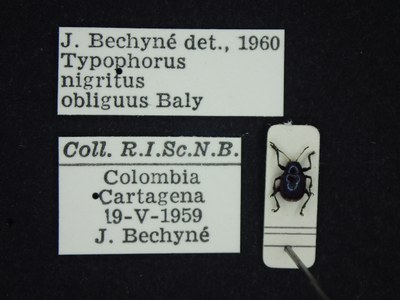 J. Bechyné det., 1960
Typophorus
nigritus
obliguus Baly
Coll. R.I.Sc.N.B.
Colombia
Cartagena
19-V-1959
J. Bechyné